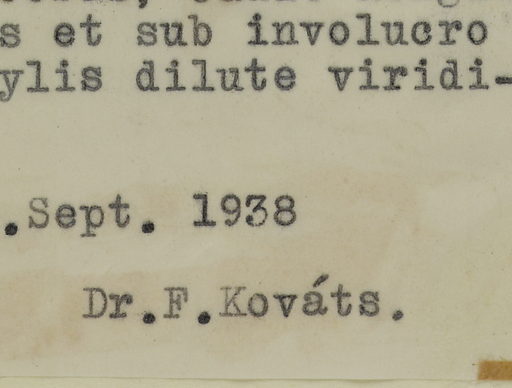 s et sub involucro
ylis dilute viridi-
.Sept. 1938
Dr.F.Kováts.